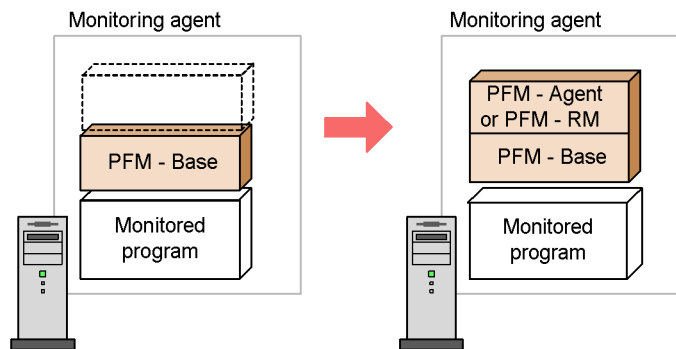 Monitoring agent
PFM - Base
Monitored
program
Monitoring agent
PFM - Agent
or PFM - RM
PFM - Base
Monitored
program